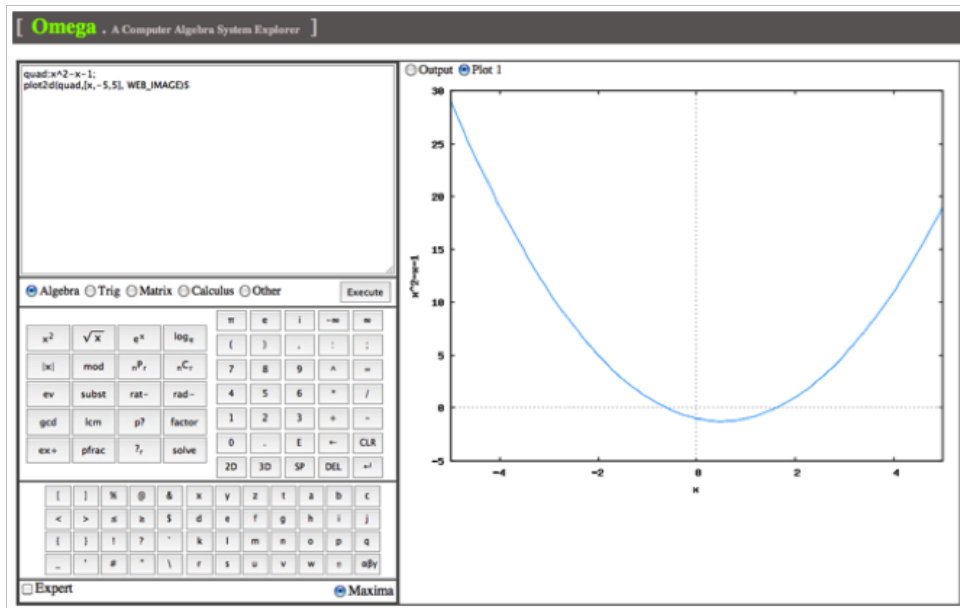 [ Omega . A Computer Algebra System Explorer ]
quad:x^2-x-1;
plot2d(quad,[x,-5,5], WEB_IMAGE)$
Output Plot 1
30
25
20
15
10
5
0
-5
x^2-x-1
-4 -2 0 2 4
x
Algebra Trig Matrix Calculus Other Execute
π e i -∞ ∞
x² √x eˣ logₑ
( ) , : ;
|x| mod nPr nCr
7 8 9 ^ =
ev subst rat- rad-
4 5 6 * /
gcd lcm p? factor
1 2 3 + -
ex+ pfrac ?r solve
0 . E ← CLR
2D 3D SP DEL ↵
[ ] % @ & x y z t a b c
< > ≤ ≥ $ d e f g h i j
{ } ! ? ` k l m n o p q
_ ' # " \ r s u v w αβγ
Expert Maxima